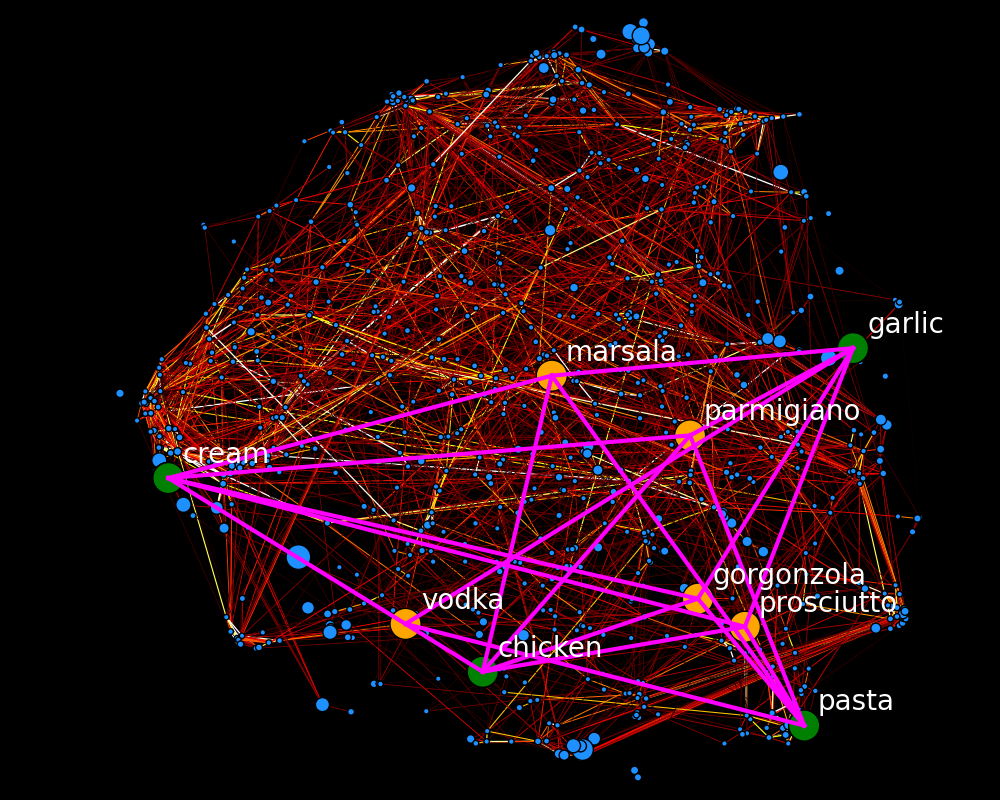 garlic
marsala
parmigiano
cream
gorgonzola
prosciutto
vodka
chicken
pasta